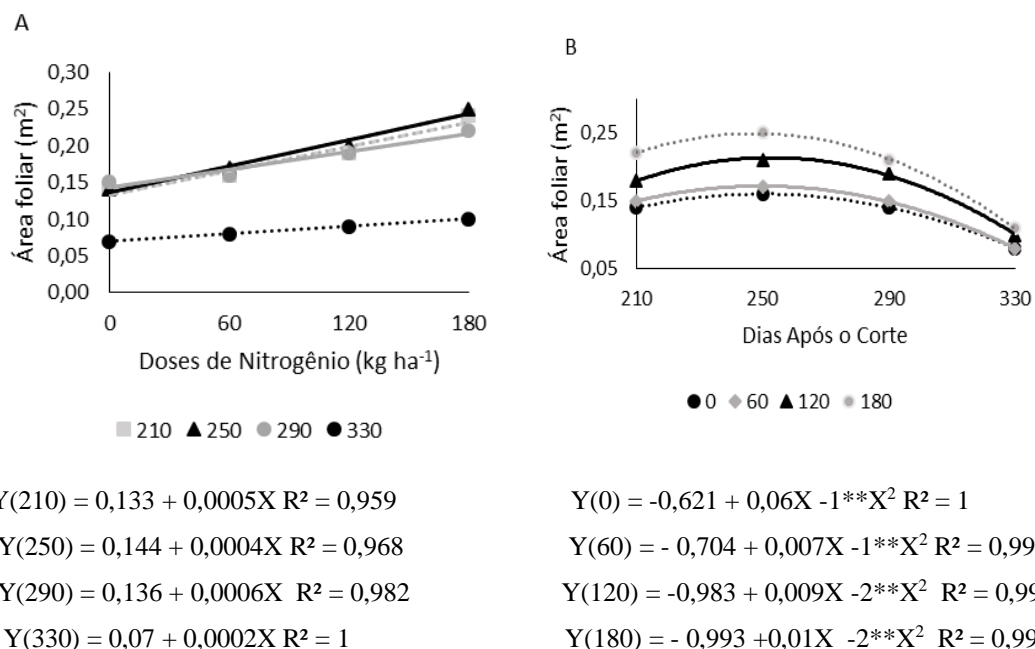 A
Área foliar (m²)
0,30
0,25
0,20
0,15
0,10
0,05
0,00
0 60 120 180
Doses de Nitrogênio (kg ha⁻¹)
210 250 290 330
B
Área foliar (m²)
0,25
0,15
0,05
210 250 290 330
Dias Após o Corte
0 60 120 180
Y(210) = 0,133 + 0,0005X R² = 0,959
Y(250) = 0,144 + 0,0004X R² = 0,968
Y(290) = 0,136 + 0,0006X R² = 0,982
Y(330) = 0,07 + 0,0002X R² = 1
Y(0) = -0,621 + 0,06X -1**X² R² = 1
Y(60) = - 0,704 + 0,007X -1**X² R² = 0,99
Y(120) = -0,983 + 0,009X -2**X² R² = 0,99
Y(180) = - 0,993 +0,01X -2**X² R² = 0,99